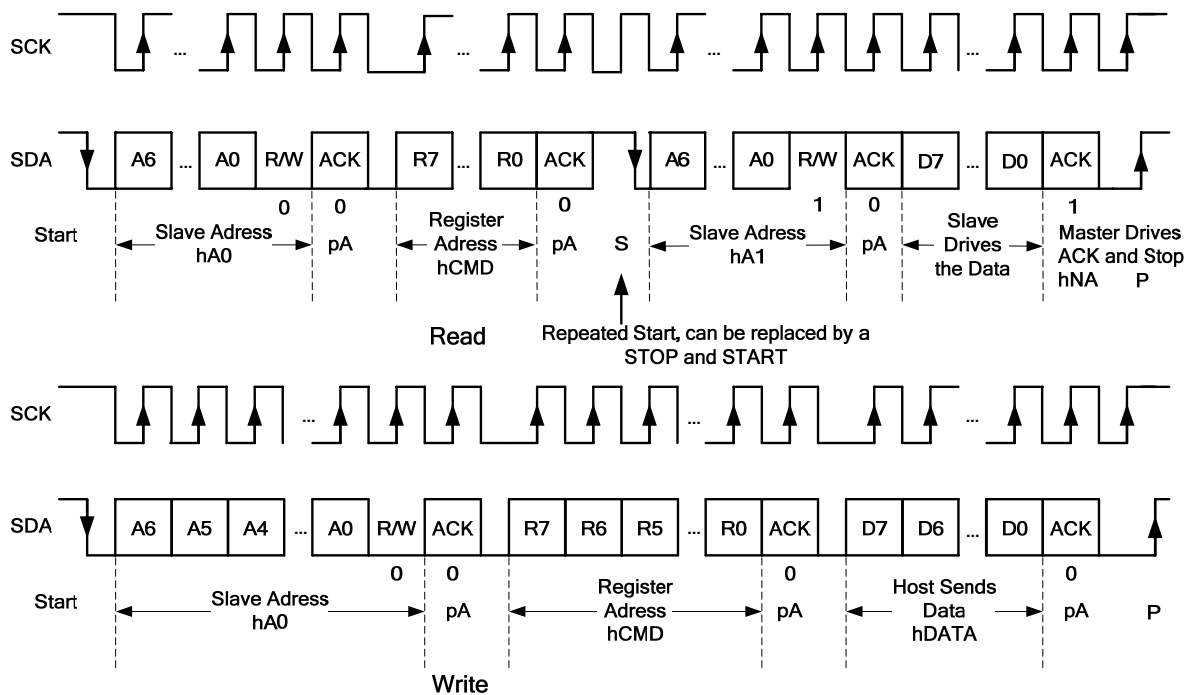 SCK
...
...
...
...
SDA
A6
...
A0
R/W
ACK
R7
...
R0
ACK
A6
...
A0
R/W
ACK
D7
...
D0
ACK
0
0
0
1
0
1
Start
Slave Adress
hA0
pA
Register
Adress
hCMD
pA
S
Slave Adress
hA1
pA
Slave
Drives
the Data
Master Drives
ACK and Stop
hNA
P
Read
Repeated Start, can be replaced by a
STOP and START
SCK
...
...
...
SDA
A6
A5
A4
...
A0
R/W
ACK
R7
R6
R5
...
R0
ACK
D7
D6
...
D0
ACK
0
0
0
0
Start
Slave Adress
hA0
pA
Register
Adress
hCMD
pA
Host Sends
Data
hDATA
pA
P
Write